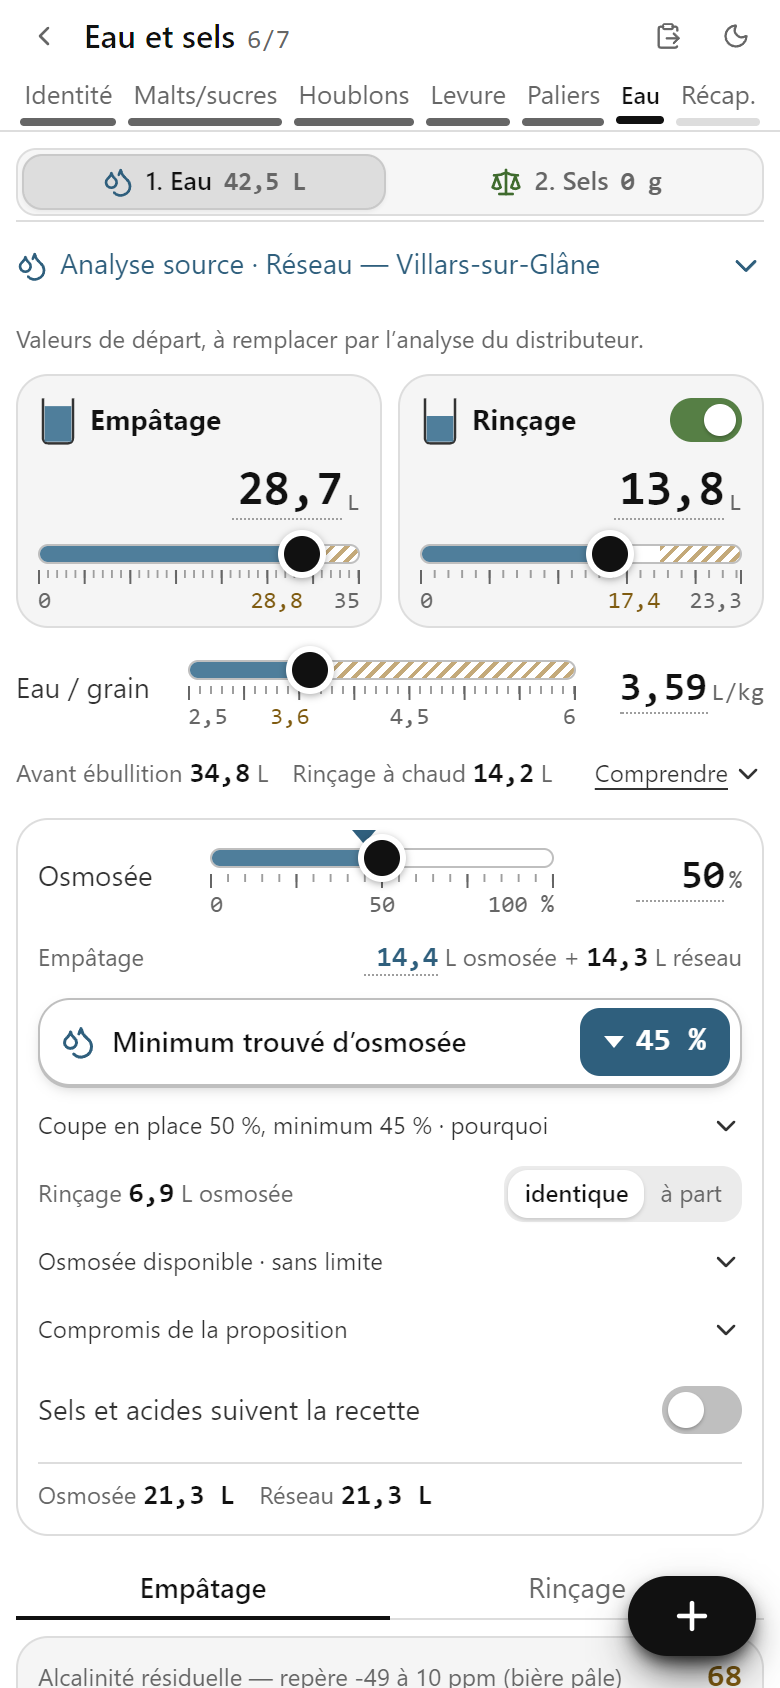 Eau et sels 6/7
Identité Malts/sucres Houblons Levure Paliers Eau Récap.
1. Eau 42,5 L 2. Sels 0 g
Analyse source · Réseau — Villars-sur-Glâne
Valeurs de départ, à remplacer par l’analyse du distributeur.
Empâtage Rinçage
28,7 L 13,8 L
0 28,8 35 0 17,4 23,3
Eau / grain 3,59 L/kg
2,5 3,6 4,5 6
Avant ébullition 34,8 L Rinçage à chaud 14,2 L Comprendre
Osmosée 50 %
0 50 100 %
Empâtage 14,4 L osmosée + 14,3 L réseau
Minimum trouvé d’osmosée 45 %
Coupe en place 50 %, minimum 45 % · pourquoi
Rinçage 6,9 L osmosée identique à part
Osmosée disponible · sans limite
Compromis de la proposition
Sels et acides suivent la recette
Osmosée 21,3 L Réseau 21,3 L
Empâtage Rinçage
Alcalinité résiduelle — repère -49 à 10 ppm (bière pâle) 68